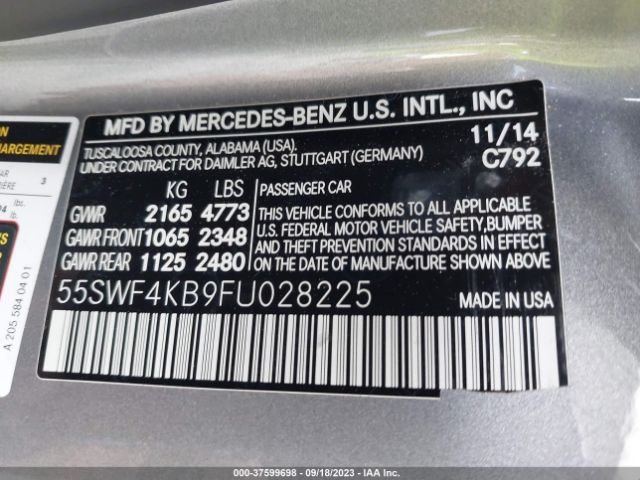 MFD BY MERCEDES-BENZ U.S. INTL., INC
TUSCALOOSA COUNTY, ALABAMA (USA).
UNDER CONTRACT FOR DAIMLER AG, STUTTGART (GERMANY)
11/14
C792
KG LBS
GVWR 2165 4773
GAWR FRONT 1065 2348
GAWR REAR 1125 2480
PASSENGER CAR
THIS VEHICLE CONFORMS TO ALL APPLICABLE
U.S. FEDERAL MOTOR VEHICLE SAFETY,BUMPER
AND THEFT PREVENTION STANDARDS IN EFFECT
ON THE DATE OF MANUFACTURE SHOWN ABOVE.
55SWF4KB9FU028225
MADE IN USA
3
lbs.
lb.
A 205 584 04 01
000-37599698 - 09/18/2023 - IAA Inc.